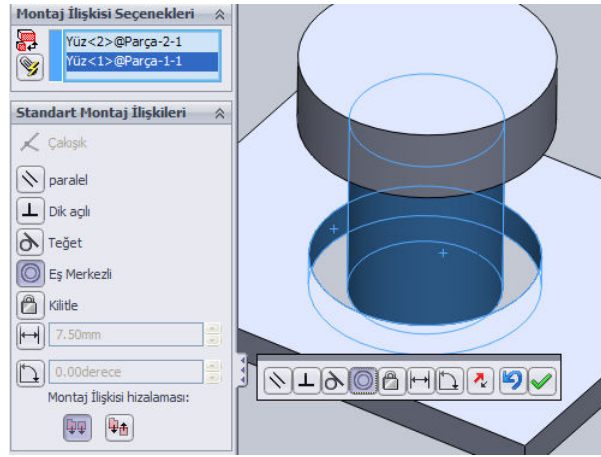 Montaj İlişkisi Seçenekleri
Yüz<2>@Parça-2-1
Yüz<1>@Parça-1-1
Standart Montaj İlişkileri
Çakışık
paralel
Dik açılı
Teğet
Eş Merkezli
Kilitle
7.50mm
0.00derece
Montaj İlişkisi hizalaması: